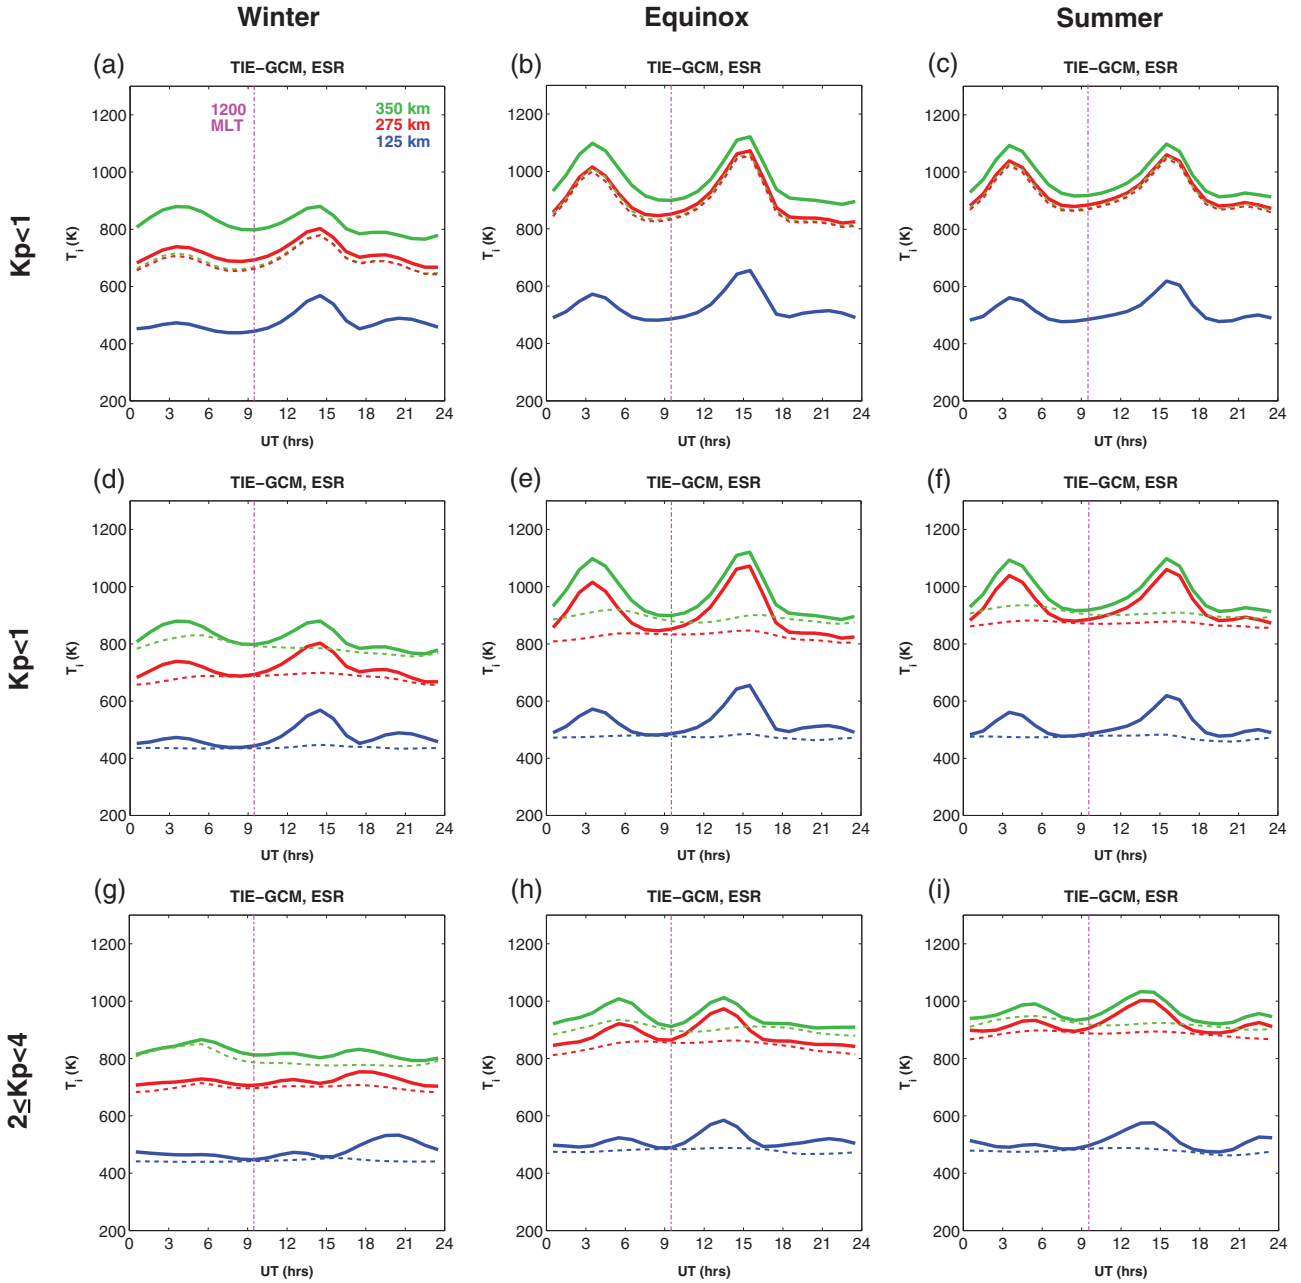 Winter Equinox Summer
(a) (b) (c)
TIE−GCM, ESR TIE−GCM, ESR TIE−GCM, ESR
1200
MLT
350 km
275 km
125 km
1200
1000
800
600
400
200
0 3 6 9 12 15 18 21 24
UT (hrs)
Ti (K)
1200
1000
800
600
400
200
0 3 6 9 12 15 18 21 24
UT (hrs)
Ti (K)
1200
1000
800
600
400
200
0 3 6 9 12 15 18 21 24
UT (hrs)
Ti (K)
Kp<1
(d) (e) (f)
TIE−GCM, ESR TIE−GCM, ESR TIE−GCM, ESR
1200
1000
800
600
400
200
0 3 6 9 12 15 18 21 24
UT (hrs)
Ti (K)
1200
1000
800
600
400
200
0 3 6 9 12 15 18 21 24
UT (hrs)
Ti (K)
1200
1000
800
600
400
200
0 3 6 9 12 15 18 21 24
UT (hrs)
Ti (K)
Kp<1
(g) (h) (i)
TIE−GCM, ESR TIE−GCM, ESR TIE−GCM, ESR
1200
1000
800
600
400
200
0 3 6 9 12 15 18 21 24
UT (hrs)
Ti (K)
1200
1000
800
600
400
200
0 3 6 9 12 15 18 21 24
UT (hrs)
Ti (K)
1200
1000
800
600
400
200
0 3 6 9 12 15 18 21 24
UT (hrs)
Ti (K)
2≤Kp<4